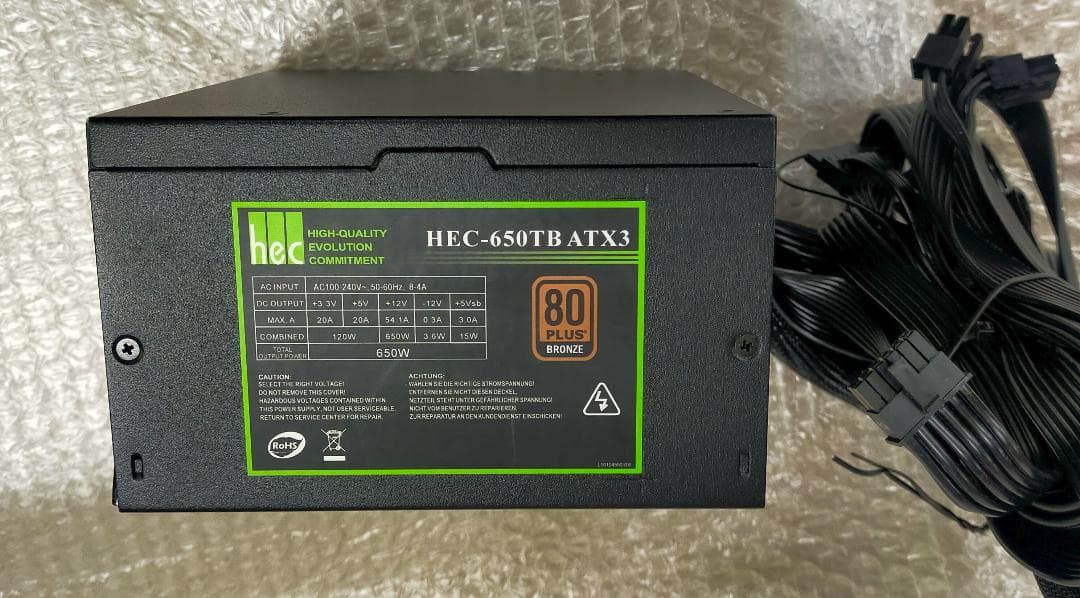 hec
HIGH-QUALITY
EVOLUTION
COMMITMENT
HEC-650TB ATX3
AC INPUT AC100-240V~, 50-60Hz, 8-4A
DC OUTPUT +3.3V +5V +12V -12V +5Vsb
MAX. A 20A 20A 54.1A 0.3A 3.0A
COMBINED 120W 650W 3.6W 15W
TOTAL OUTPUT POWER 650W
80
PLUS®
BRONZE
CAUTION:
SELECT THE RIGHT VOLTAGE!
DO NOT REMOVE THIS COVER!
HAZARDOUS VOLTAGES CONTAINED WITHIN
THIS POWER SUPPLY, NOT USER SERVICEABLE.
RETURN TO SERVICE CENTER FOR REPAIR.
ACHTUNG:
WAHLEN SIE DIE RICHTIGE STROMSPANNUNG!
ENTFERNEN SIE NICHT DIESEN DECKEL,
NETZTEIL STEHT UNTER GEFÄHRLICHER SPANNUNG!
NICHT VOM BENUTZER ZU REPARIEREN.
ZUR REPARATUR AN DEN KUNDENDIENST EINSCHICKEN!
RoHS